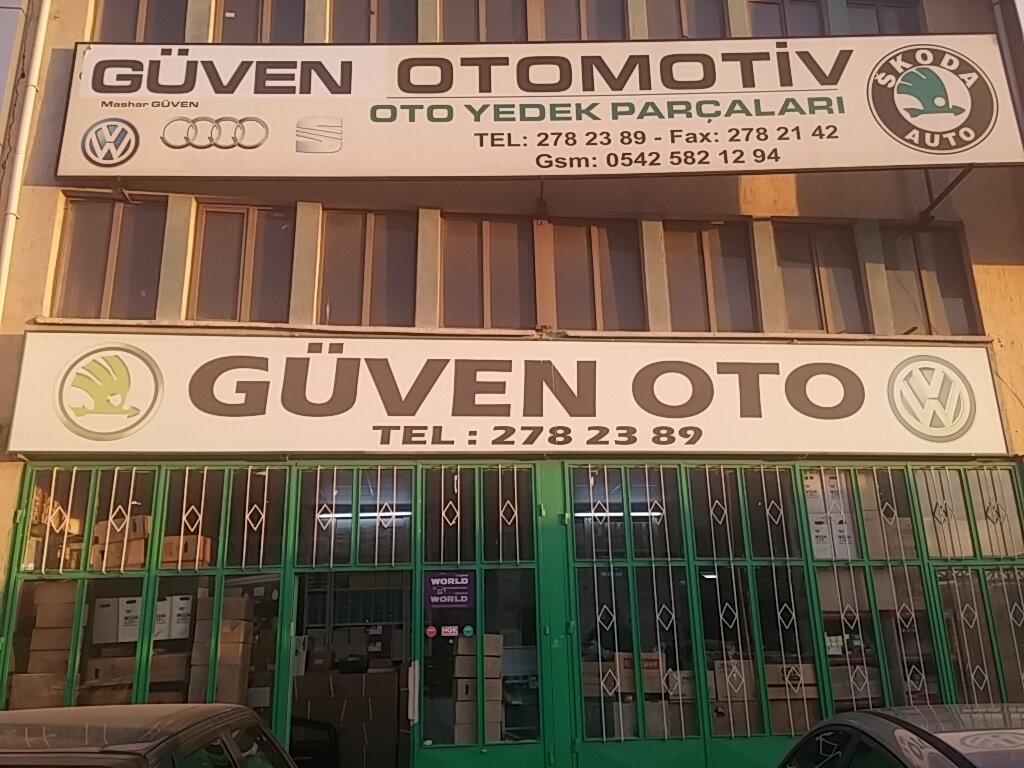 GÜVEN OTOMOTİV
Mashar GÜVEN
OTO YEDEK PARÇALARI
TEL: 278 23 89 - Fax: 278 21 42
Gsm: 0542 582 12 94
ŠKODA
AUTO
GÜVEN OTO
TEL : 278 23 89
WORLD
WORLD
NGK